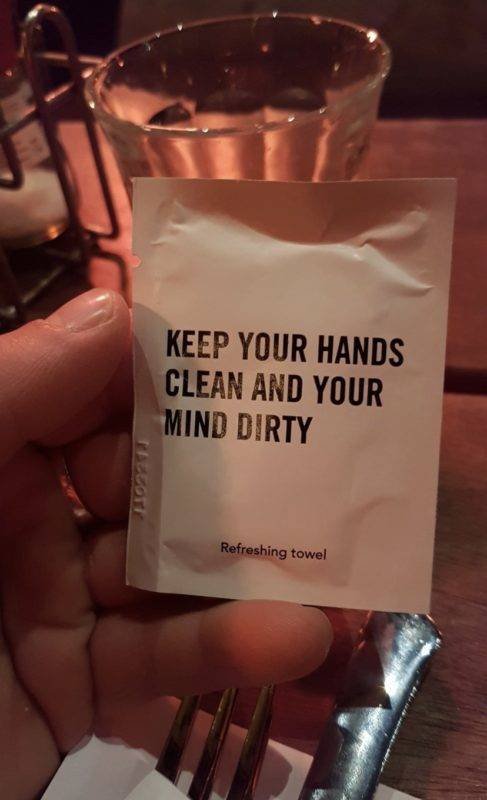 KEEP YOUR HANDS
CLEAN AND YOUR
MIND DIRTY
Refreshing towel